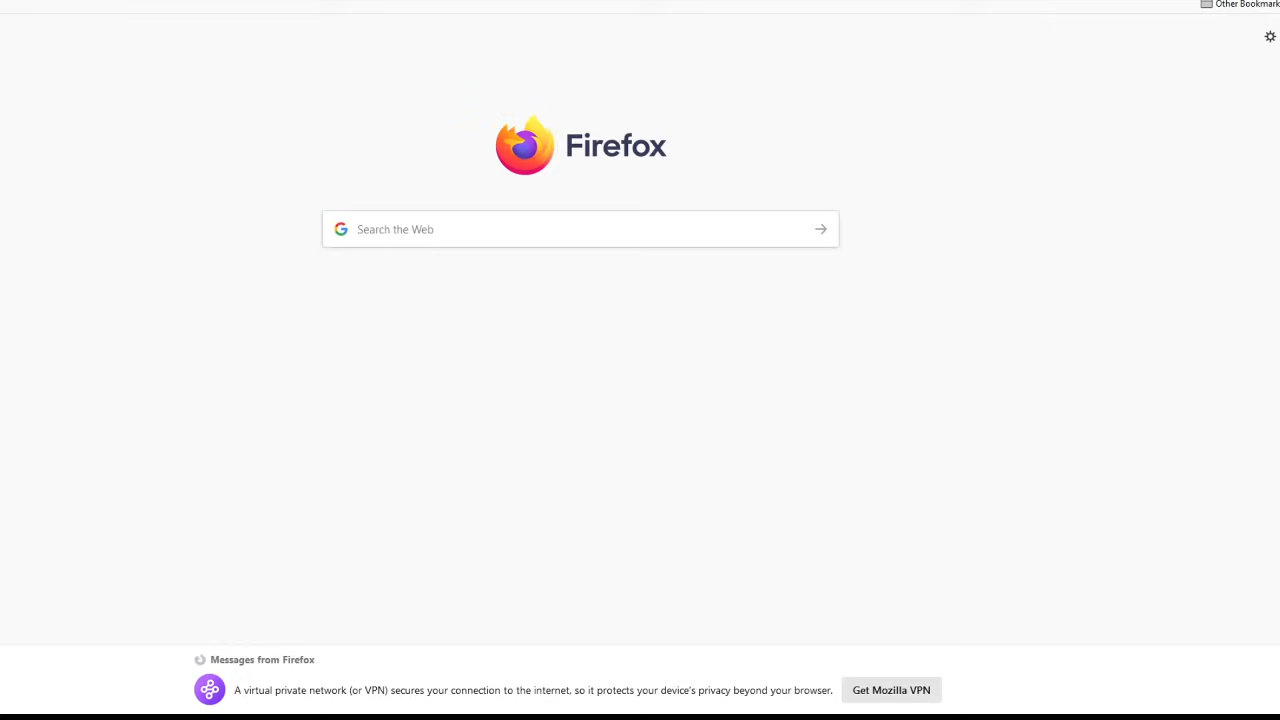 Other Bookmark
Firefox
Search the Web
Messages from Firefox
A virtual private network (or VPN) secures your connection to the internet, so it protects your device's privacy beyond your browser.
Get Mozilla VPN